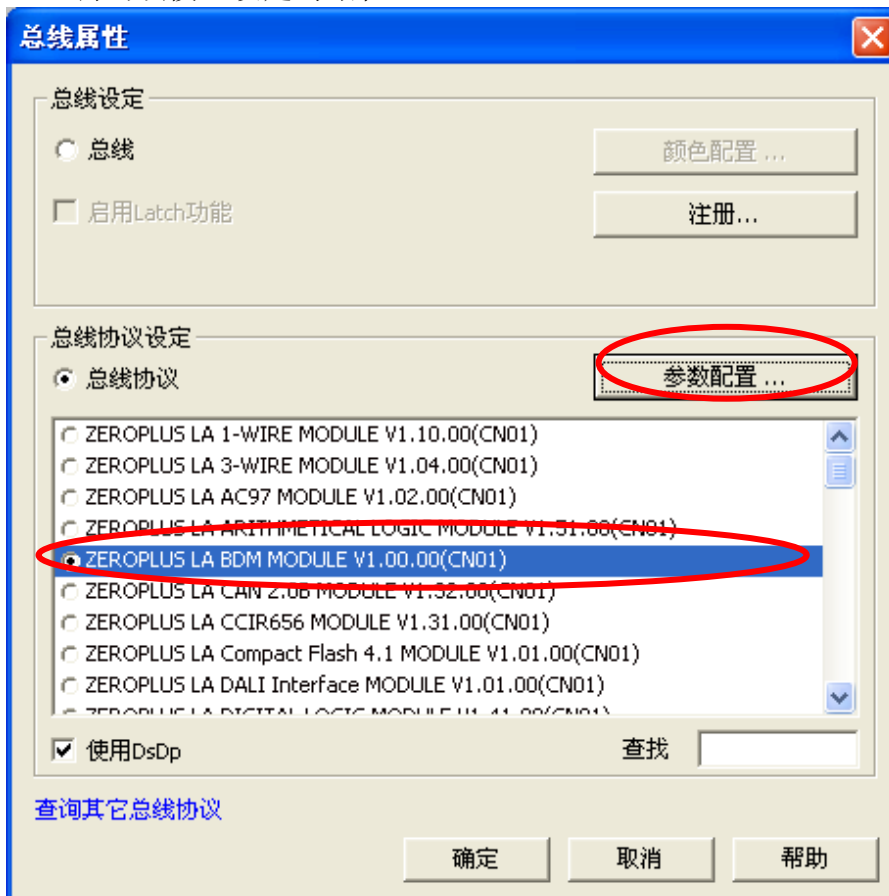 总线属性
总线设定
总线
颜色配置 ...
启用Latch功能
注册...
总线协议设定
总线协议
参数配置 ...
ZEROPLUS LA 1-WIRE MODULE V1.10.00(CN01)
ZEROPLUS LA 3-WIRE MODULE V1.04.00(CN01)
ZEROPLUS LA AC97 MODULE V1.02.00(CN01)
ZEROPLUS LA ARITHMETICAL LOGIC MODULE V1.31.00(CN01)
ZEROPLUS LA BDM MODULE V1.00.00(CN01)
ZEROPLUS LA CAN 2.0B MODULE V1.32.00(CN01)
ZEROPLUS LA CCIR656 MODULE V1.31.00(CN01)
ZEROPLUS LA Compact Flash 4.1 MODULE V1.01.00(CN01)
ZEROPLUS LA DALI Interface MODULE V1.01.00(CN01)
ZEROPLUS LA DIGITAL LOGIC MODULE
使用DsDp
查找
查询其它总线协议
确定
取消
帮助